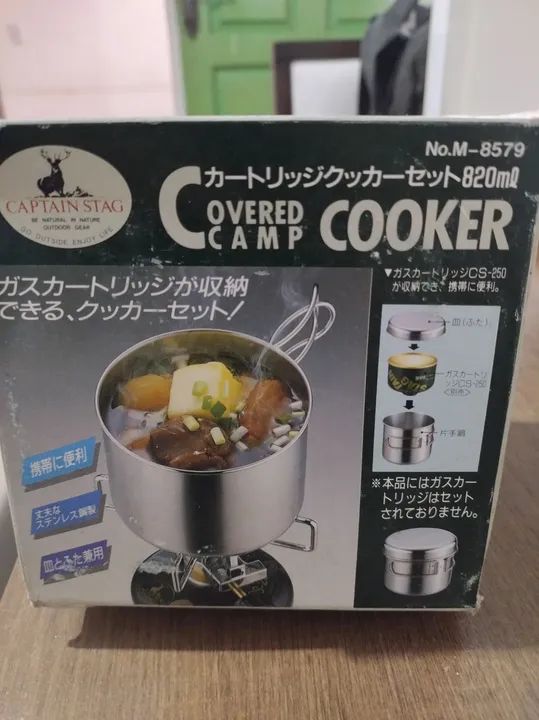 No.M-8579
カートリッジクッカーセット820ml
COVERED CAMP COOKER
CAPTAIN STAG
BE NATURAL IN NATURE
OUTDOOR GEAR
GO OUTSIDE ENJOY LIFE
ガスカートリッジが収納
できる、クッカーセット!
▼ガスカートリッジCS-250
が収納でき、携帯に便利。
皿(ふた)
ガスカートリ
ッジCS-250
<別売>
片手鍋
※本品にはガスカー
トリッジはセット
されておりません。
携帯に便利
丈夫な
ステンレス鋼製
皿とふた兼用